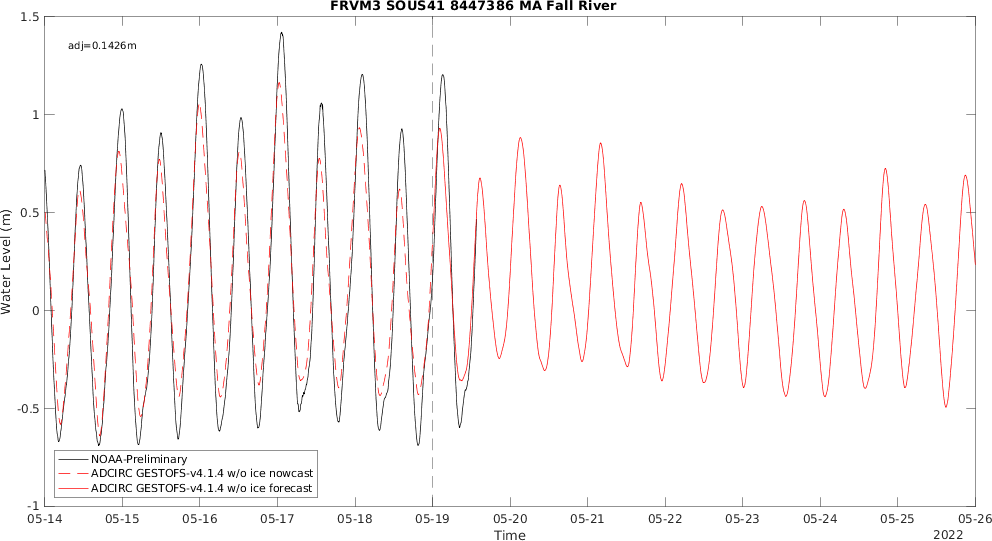 FRVM3 SOUS41 8447386 MA Fall River
adj=0.1426m
1.5
1
0.5
0
-0.5
-1
Water Level (m)
NOAA-Preliminary
ADCIRC GESTOFS-v4.1.4 w/o ice nowcast
ADCIRC GESTOFS-v4.1.4 w/o ice forecast
05-14 05-15 05-16 05-17 05-18 05-19 05-20 05-21 05-22 05-23 05-24 05-25 05-26
Time
2022